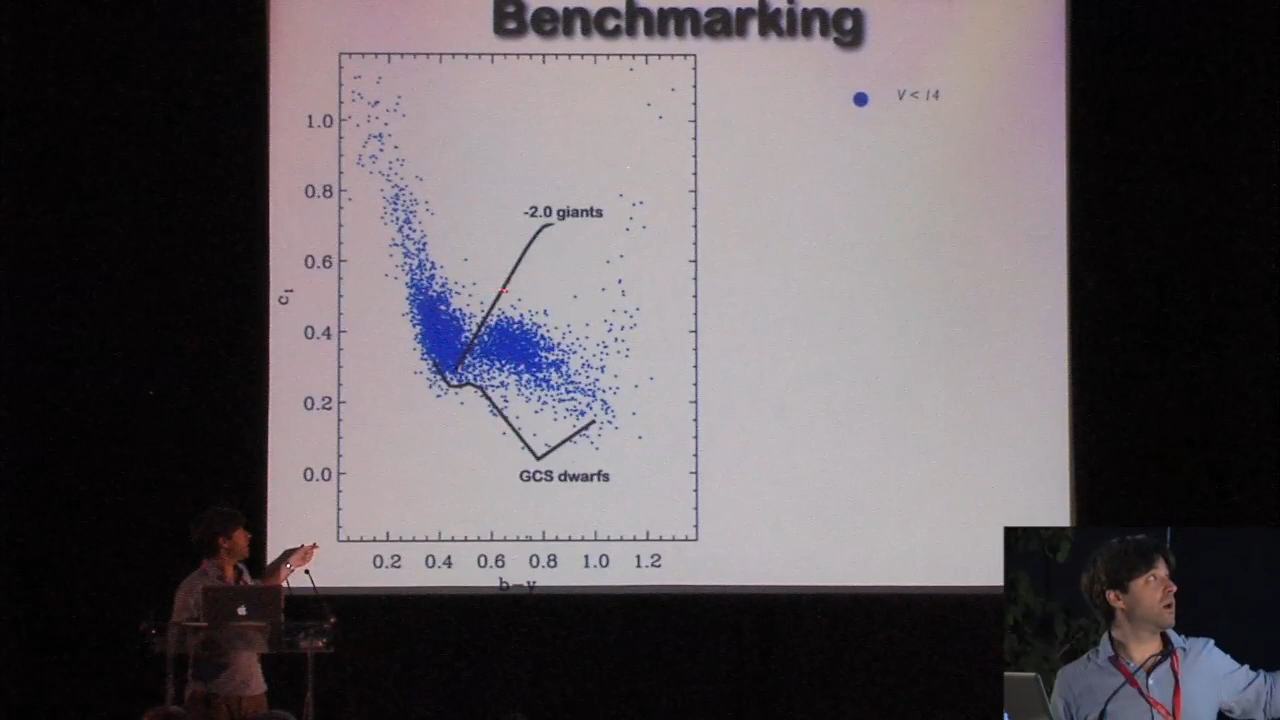 Benchmarking
V < 14
1.0
0.8
-2.0 giants
0.6
c₁
0.4
0.2
GCS dwarfs
0.0
0.2 0.4 0.6 0.8 1.0 1.2
b-y